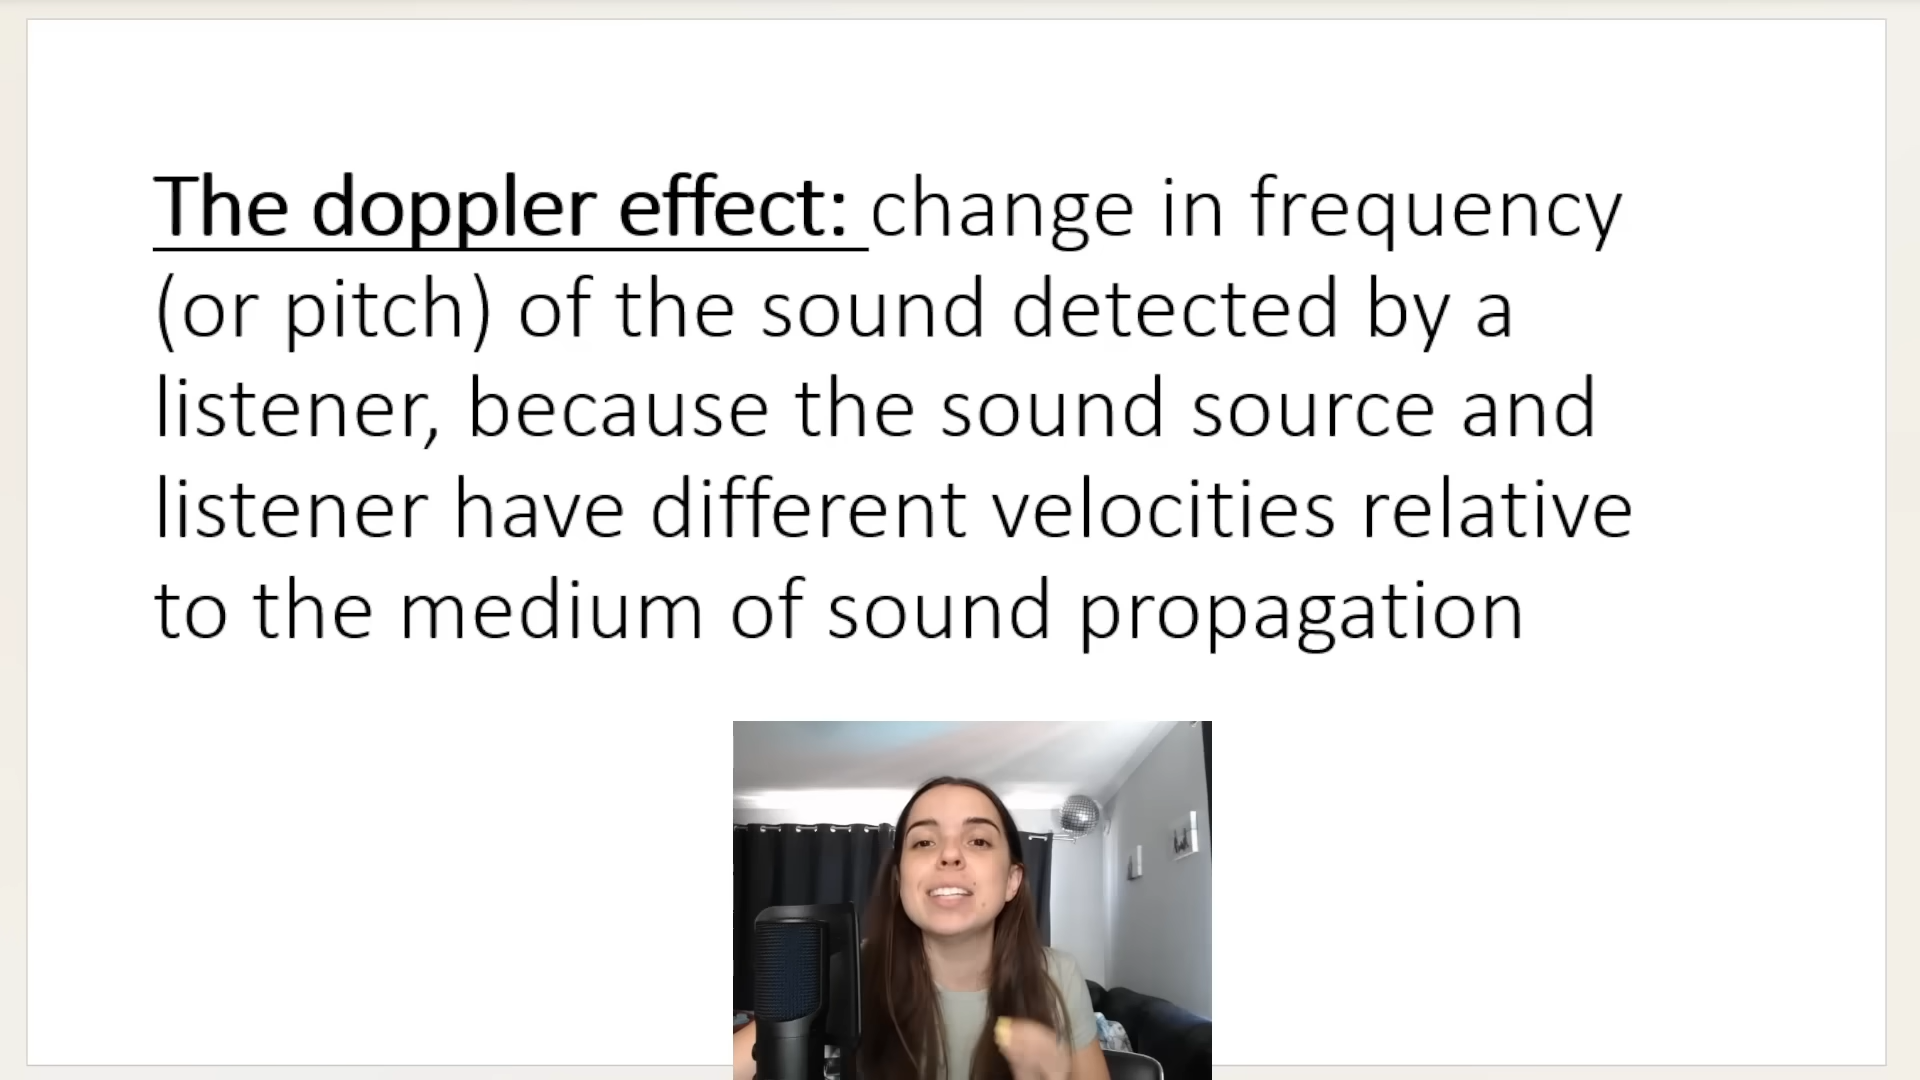 The doppler effect: change in frequency
(or pitch) of the sound detected by a
listener, because the sound source and
listener have different velocities relative
to the medium of sound propagation